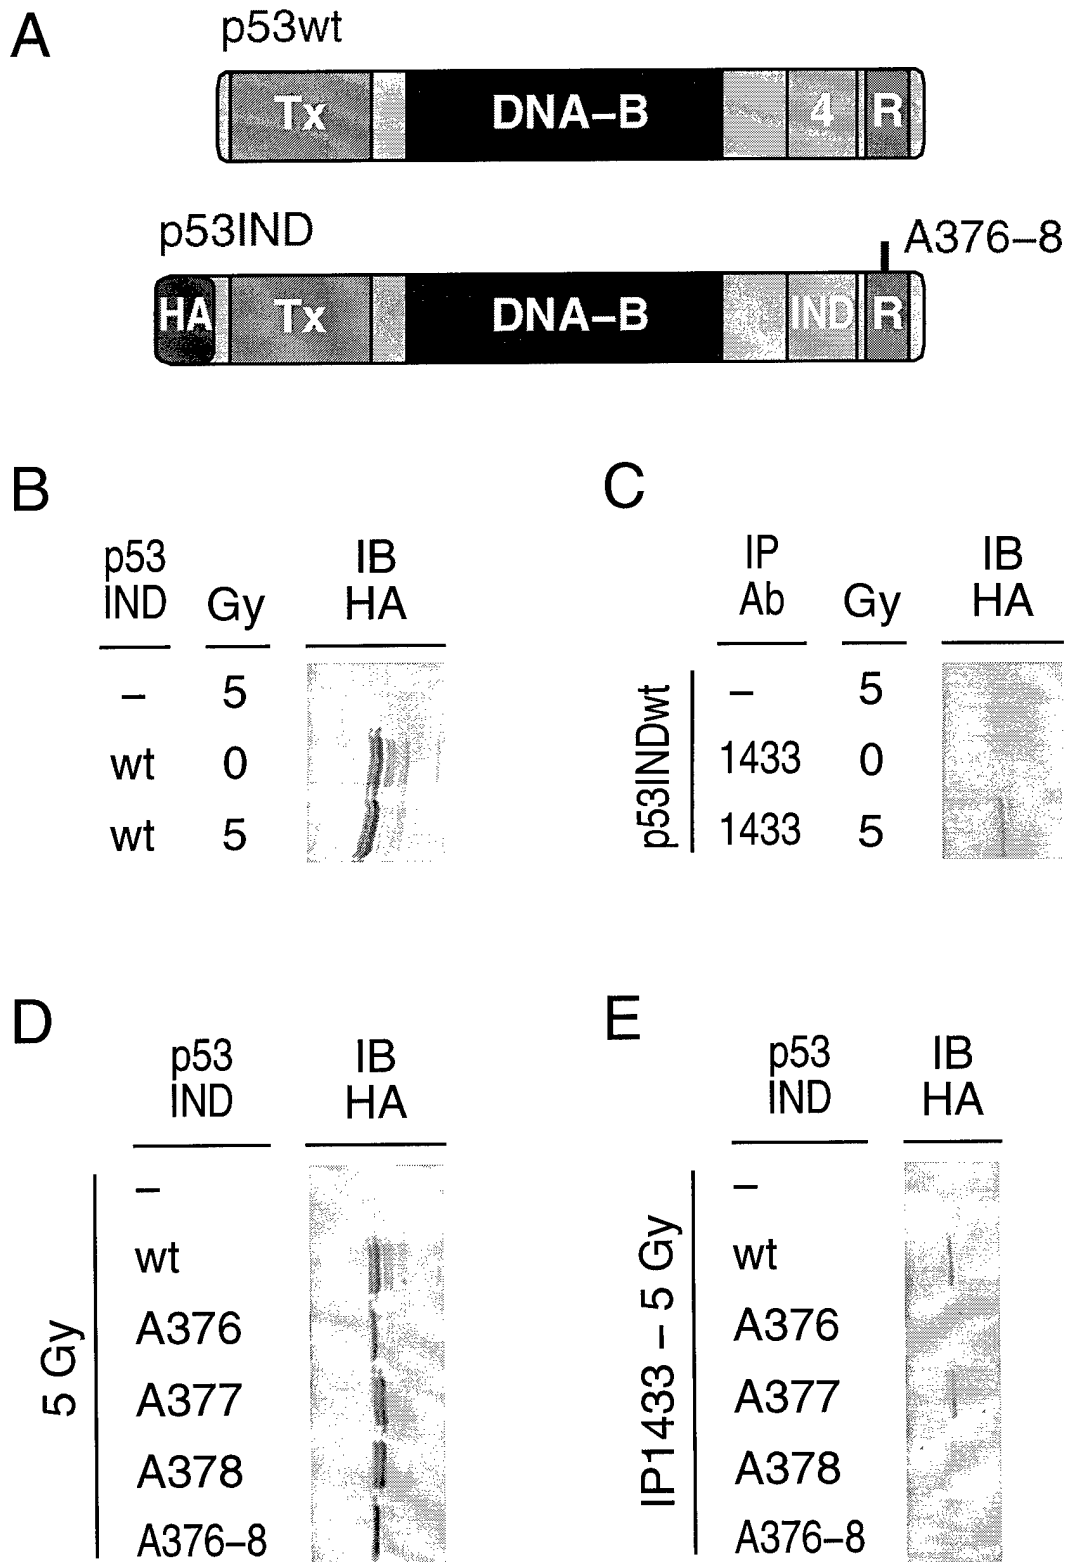 A
p53wt
Tx
DNA–B
4
R
p53IND
A376–8
HA
Tx
DNA–B
IND
R
B
p53
IND
Gy
IB
HA
– 5
wt 0
wt 5
C
IP
Ab
Gy
IB
HA
p53INDwt
– 5
1433 0
1433 5
D
p53
IND
IB
HA
5 Gy
–
wt
A376
A377
A378
A376–8
E
p53
IND
IB
HA
IP1433 – 5 Gy
–
wt
A376
A377
A378
A376–8